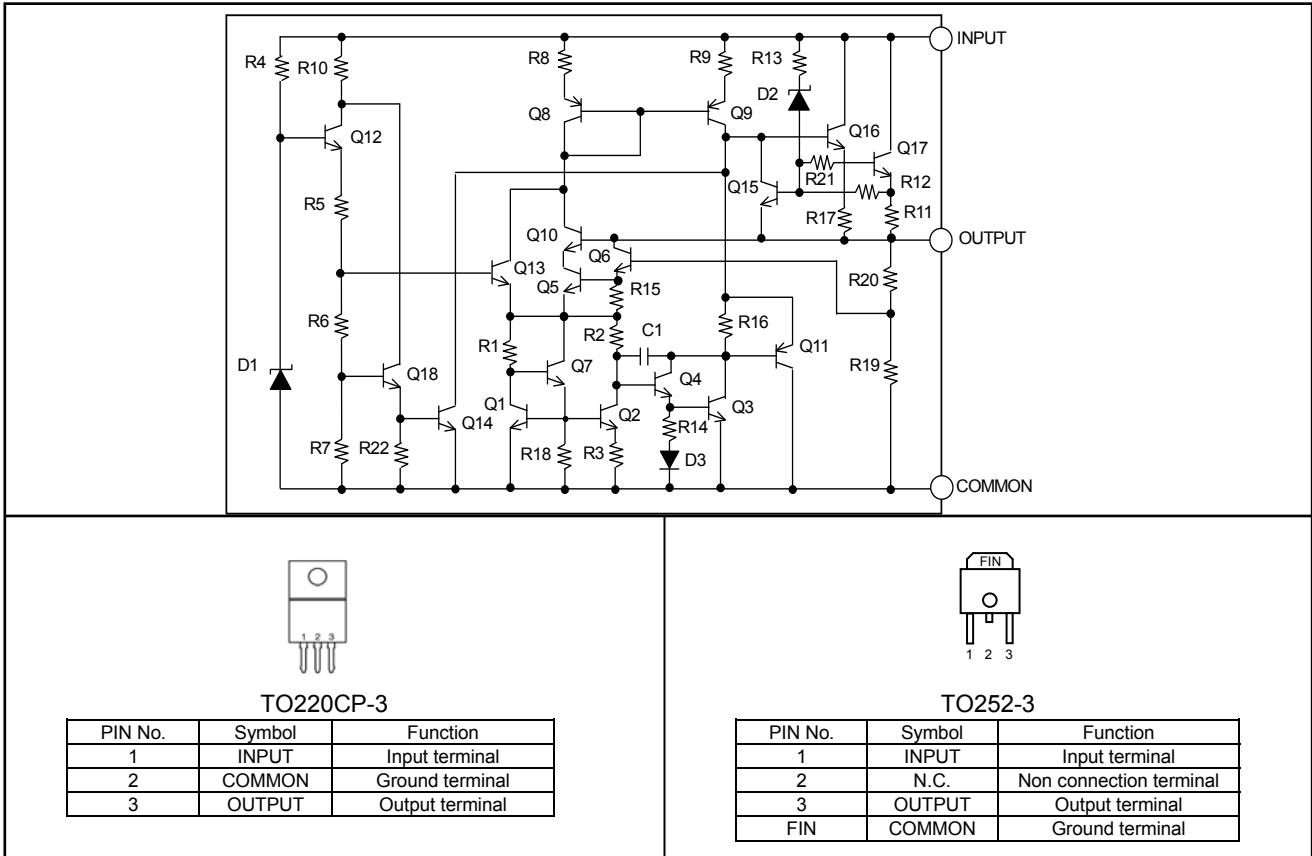 INPUT
R4
R10
R8
R9
R13
D2
Q8
Q9
Q12
Q16
Q17
R21
Q15
R12
R5
R17
R11
OUTPUT
Q10
Q6
Q13
Q5
R15
R20
R6
R2
C1
R16
R1
Q11
D1
Q7
R19
Q18
Q4
Q1
Q2
Q3
Q14
R14
R7
R22
R18
R3
D3
COMMON
1 2 3
TO220CP-3
PIN No. Symbol Function
1 INPUT Input terminal
2 COMMON Ground terminal
3 OUTPUT Output terminal
FIN
1 2 3
TO252-3
PIN No. Symbol Function
1 INPUT Input terminal
2 N.C. Non connection terminal
3 OUTPUT Output terminal
FIN COMMON Ground terminal